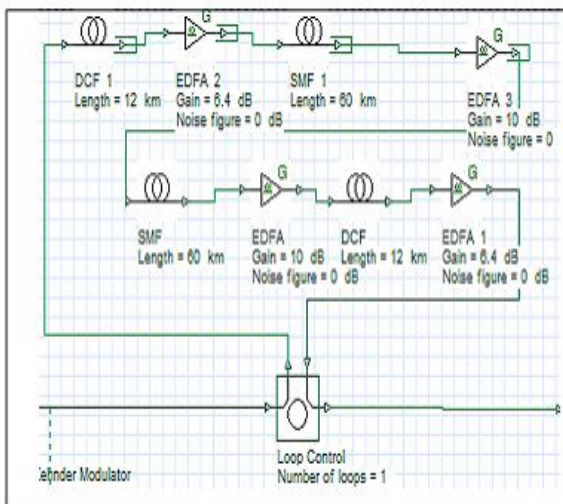 G
G
DCF 1
Length = 12 km
EDFA 2
Gain = 6.4 dB
Noise figure = 0 dB
SMF 1
Length = 60 km
EDFA 3
Gain = 10 dB
Noise figure = 0
G
G
SMF
Length = 60 km
EDFA
Gain = 10 dB
Noise figure = 0 dB
DCF
Length = 12 km
EDFA 1
Gain = 6.4 dB
Noise figure = 0 dB
Loop Control
Number of loops = 1
Modulator